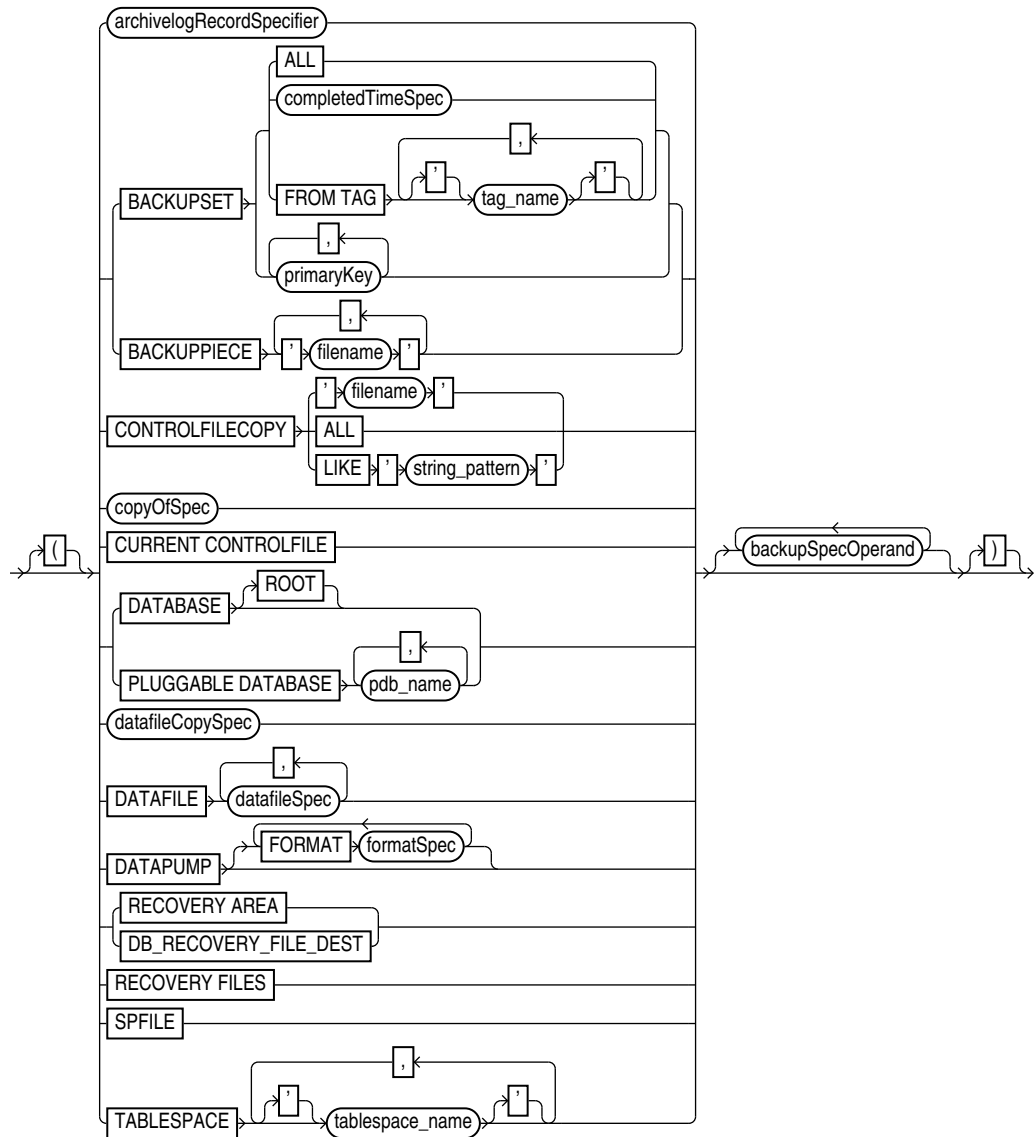 archivelogRecordSpecifier
ALL
completedTimeSpec
,
BACKUPSET
FROM TAG ' tag_name '
,
primaryKey
,
BACKUPPIECE ' filename '
' filename '
CONTROLFILECOPY ALL
LIKE ' string_pattern '
copyOfSpec
( CURRENT CONTROLFILE backupSpecOperand )
ROOT
DATABASE
,
PLUGGABLE DATABASE pdb_name
datafileCopySpec
,
DATAFILE datafileSpec
FORMAT formatSpec
DATAPUMP
RECOVERY AREA
DB_RECOVERY_FILE_DEST
RECOVERY FILES
SPFILE
,
TABLESPACE ' tablespace_name '